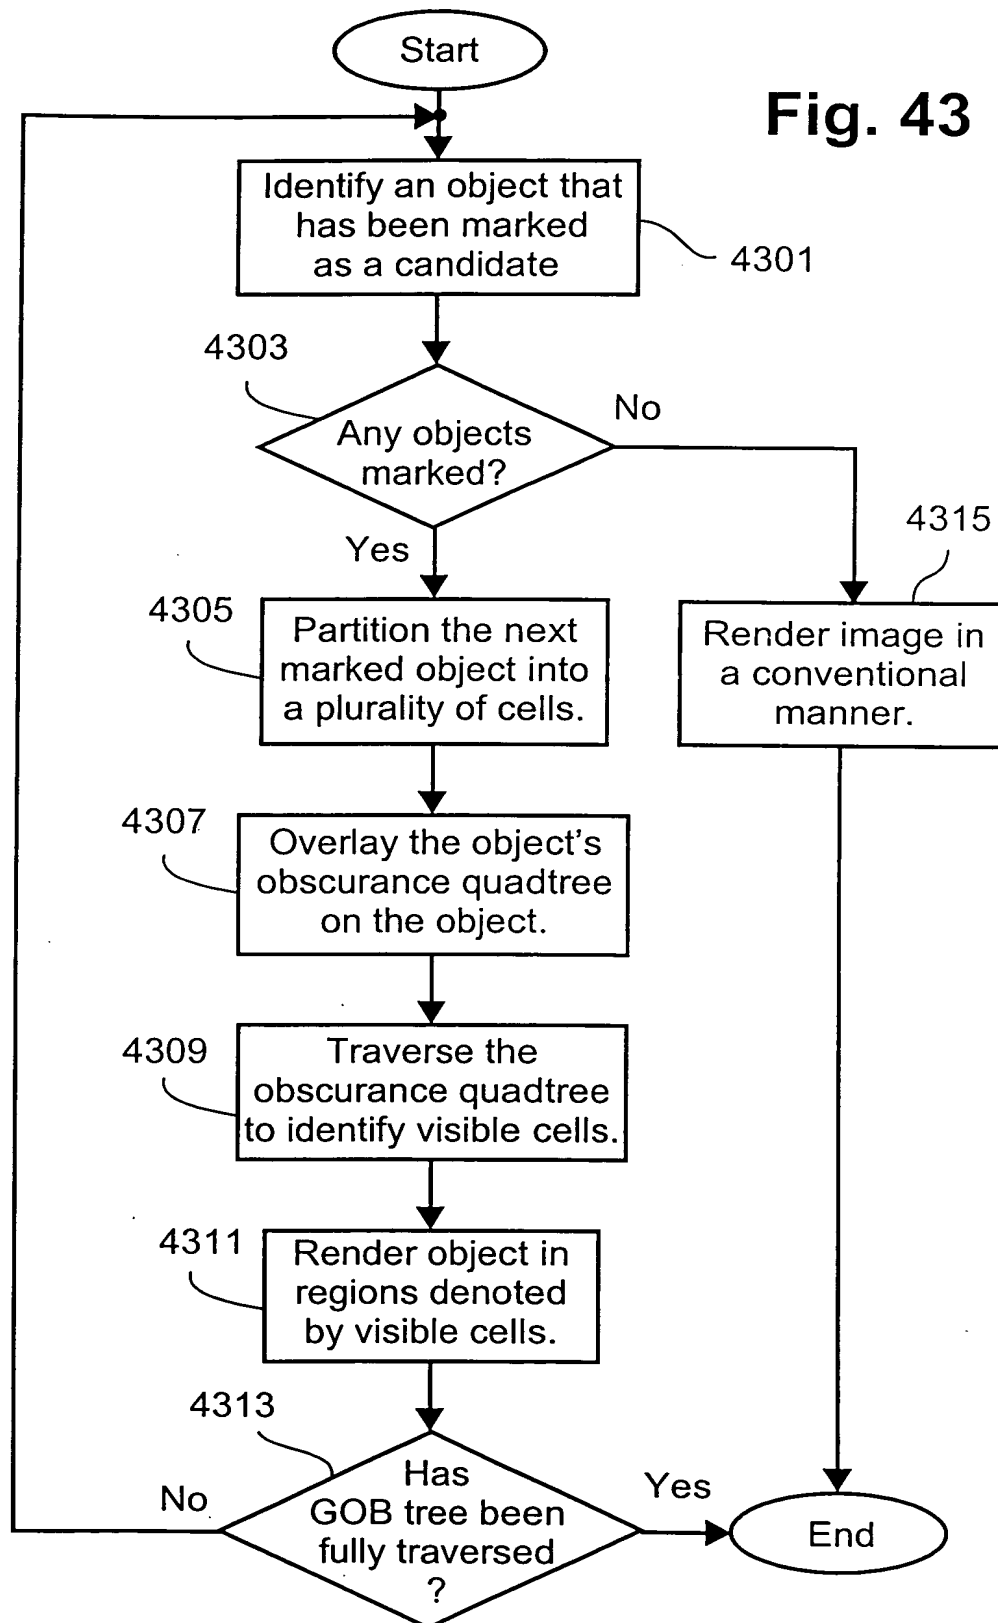 Start
Fig. 43
Identify an object that
has been marked
as a candidate
4301
4303
Any objects
marked?
No
Yes
4315
4305
Partition the next
marked object into
a plurality of cells.
Render image in
a conventional
manner.
4307
Overlay the object's
obscurance quadtree
on the object.
4309
Traverse the
obscurance quadtree
to identify visible cells.
4311
Render object in
regions denoted
by visible cells.
4313
Has
GOB tree been
fully traversed
?
No
Yes
End